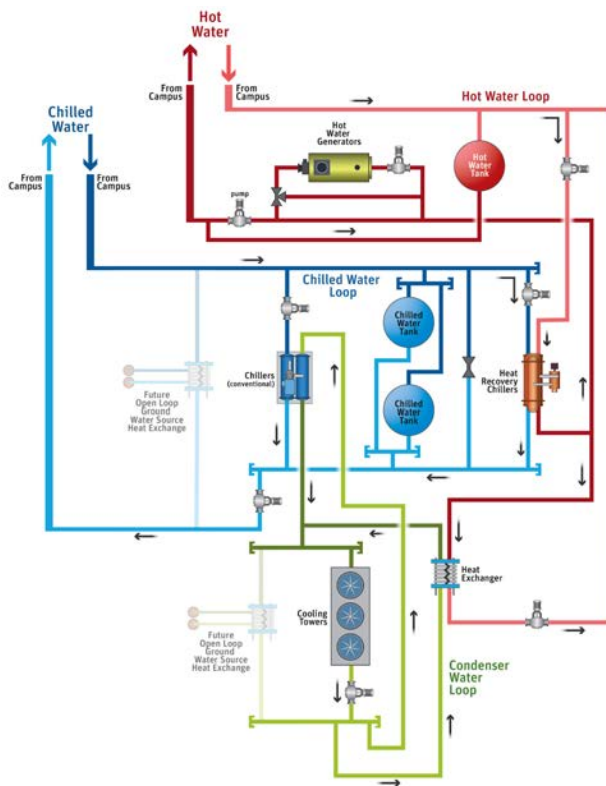 Hot
Water
From
Campus
From
Campus
Hot Water Loop
Chilled
Water
From
Campus
From
Campus
Hot
Water
Generators
Hot
Water
Tank
pump
Chilled Water
Loop
Chilled
Water
Tank
Chillers
(conventional)
Heat
Recovery
Chillers
Future
Open Loop
Ground
Water Source
Heat Exchange
Chilled
Water
Tank
Heat
Exchanger
Cooling
Towers
Future
Open Loop
Ground
Water Source
Heat Exchange
Condenser
Water
Loop